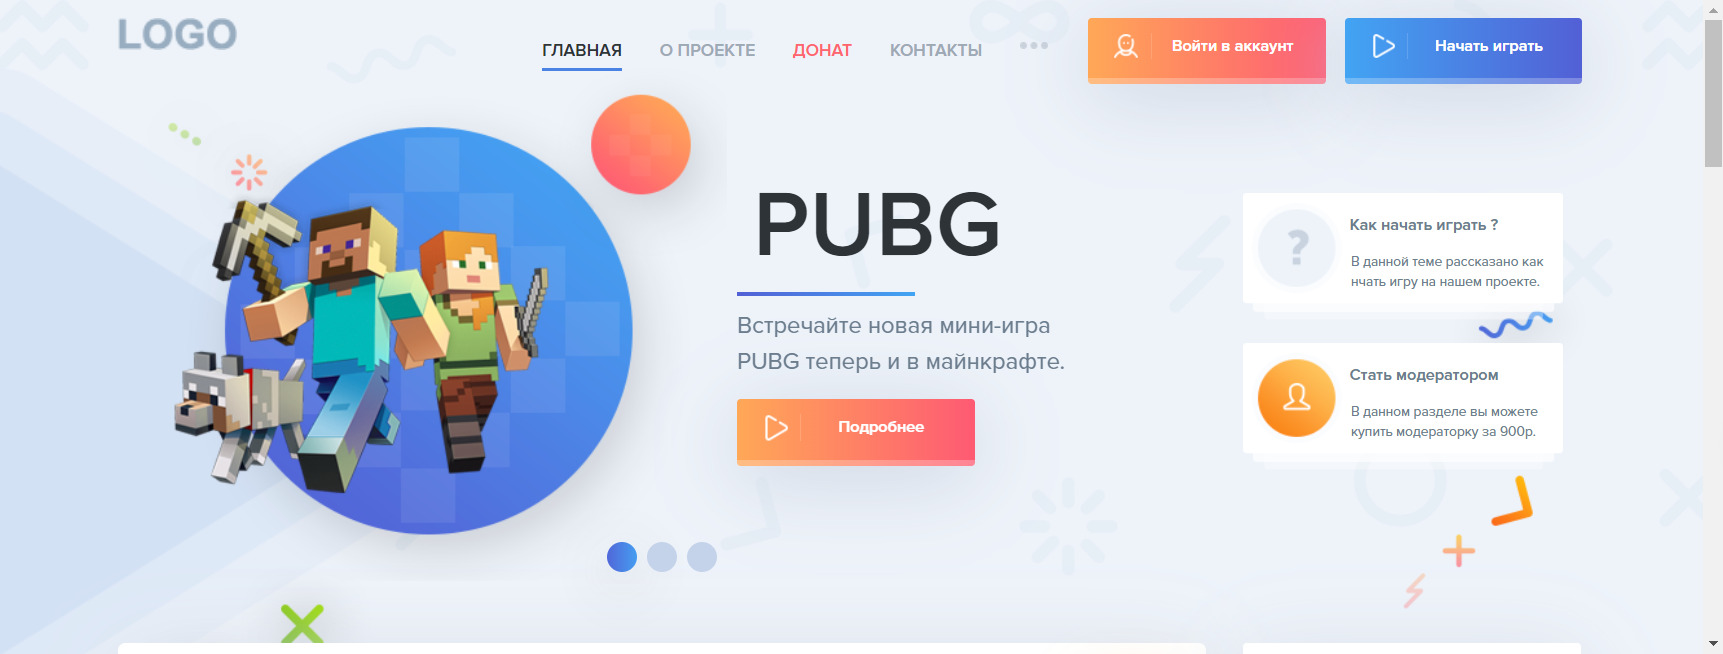 LOGO
ГЛАВНАЯ
О ПРОЕКТЕ
ДОНАТ
КОНТАКТЫ
Войти в аккаунт
Начать играть
PUBG
Встречайте новая мини-игра
PUBG теперь и в майнкрафте.
Подробнее
?
Как начать играть ?
В данной теме рассказано как
нчать игру на нашем проекте.
Стать модератором
В данном разделе вы можете
купить модераторку за 900р.